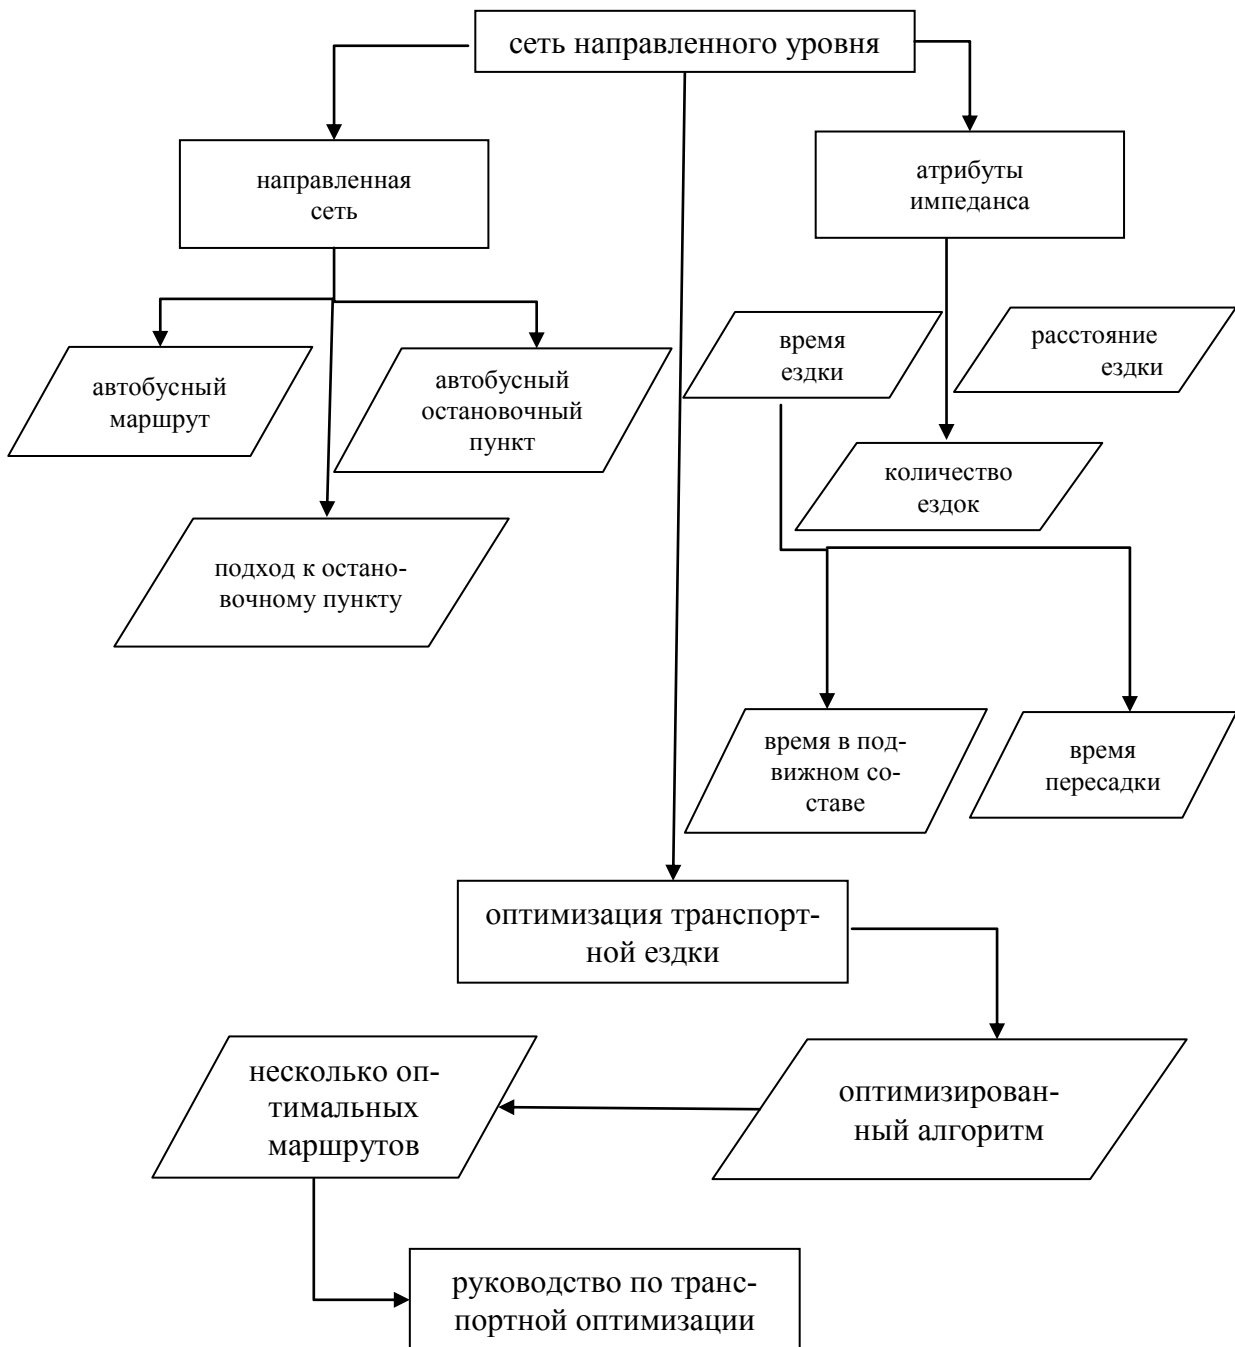 сеть направленного уровня
направленная
сеть
атрибуты
импеданса
время
ездки
расстояние
ездки
автобусный
маршрут
автобусный
остановочный
пункт
количество
ездок
подход к остано-
вочному пункту
время в под-
вижном со-
ставе
время
пересадки
оптимизация транспорт-
ной ездки
несколько оп-
тимальных
маршрутов
оптимизирован-
ный алгоритм
руководство по транс-
портной оптимизации